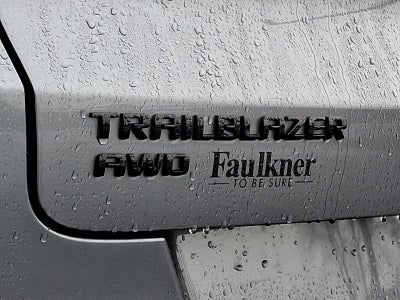 TRAILBLAZER
AWD Faulkner
TO BE SURE